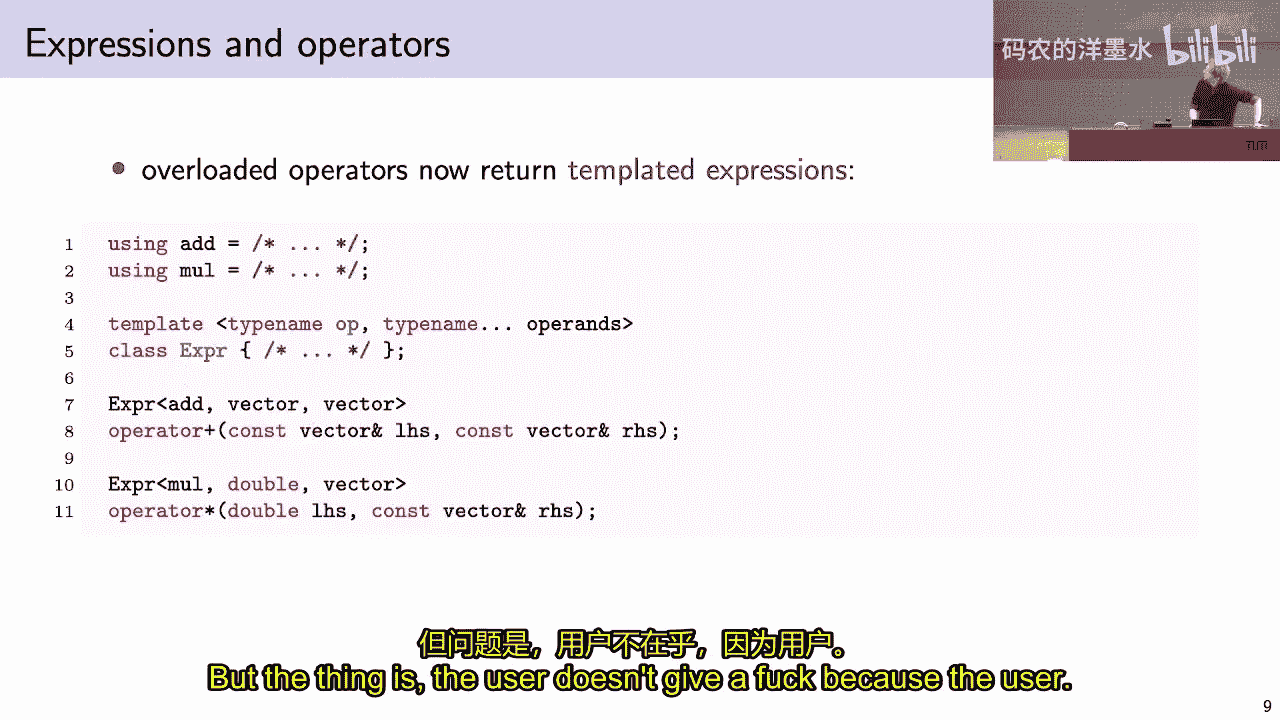 Expressions and operators
码农的洋墨水 bilibili
TUM
• overloaded operators now return templated expressions:
1 using add = /* ... */;
2 using mul = /* ... */;
3
4 template <typename op, typename... operands>
5 class Expr { /* ... */ };
6
7 Expr<add, vector, vector>
8 operator+(const vector& lhs, const vector& rhs);
9
10 Expr<mul, double, vector>
11 operator*(double lhs, const vector& rhs);
但问题是，用户不在乎，因为用户。
But the thing is, the user doesn't give a fuck because the user.
9